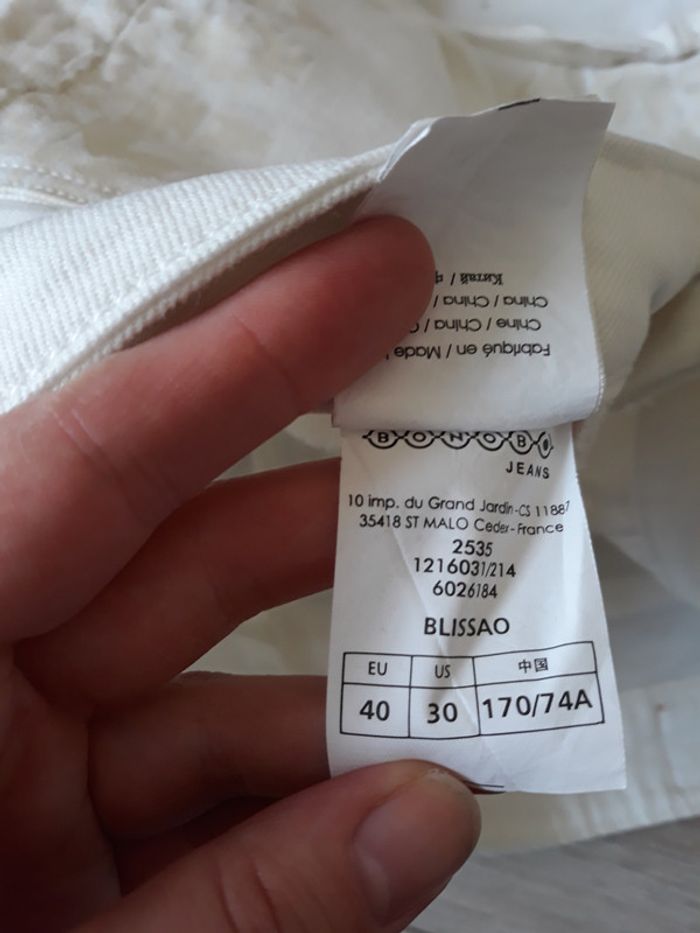 Fabriqué en / Made
Chine / China /
China / China /
Китай /
BONOBO
JEANS
10 imp. du Grand Jardin-CS 11887
35418 ST MALO Cedex-France
2535
1216031/214
6026184
BLISSAO
EU US 中国
40 30 170/74A